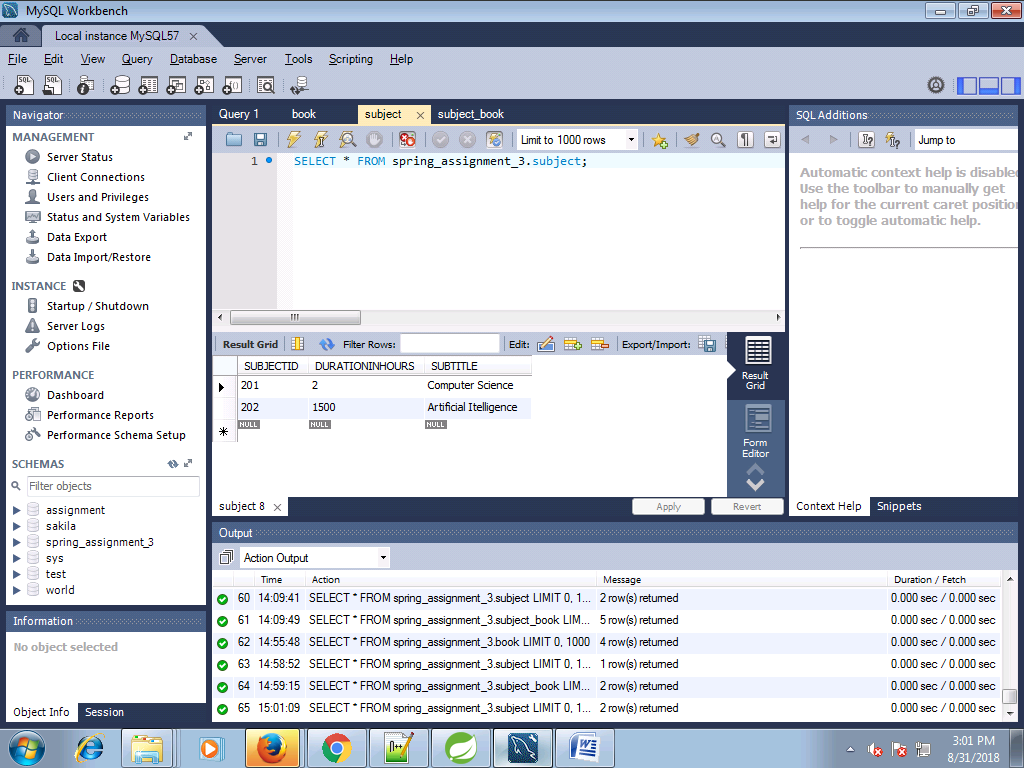 MySQL Workbench
Local instance MySQL57
File Edit View Query Database Server Tools Scripting Help
Navigator
MANAGEMENT
Server Status
Client Connections
Users and Privileges
Status and System Variables
Data Export
Data Import/Restore
INSTANCE
Startup / Shutdown
Server Logs
Options File
PERFORMANCE
Dashboard
Performance Reports
Performance Schema Setup
SCHEMAS
Filter objects
assignment
sakila
spring_assignment_3
sys
test
world
Information
No object selected
Object Info Session
Query 1 book subject subject_book
Limit to 1000 rows
1 SELECT * FROM spring_assignment_3.subject;
Result Grid Filter Rows: Edit: Export/Import:
SUBJECTID DURATIONINHOURS SUBTITLE
201 2 Computer Science
202 1500 Artificial Itelligence
NULL NULL NULL
Result
Grid
Form
Editor
subject 8 Apply Revert
SQL Additions
Jump to
Automatic context help is disabled
Use the toolbar to manually get
help for the current caret position
or to toggle automatic help.
Context Help Snippets
Output
Action Output
Time Action Message Duration / Fetch
60 14:09:41 SELECT * FROM spring_assignment_3.subject LIMIT 0, 1... 2 row(s) returned 0.000 sec / 0.000 sec
61 14:09:49 SELECT * FROM spring_assignment_3.subject_book LIM... 5 row(s) returned 0.000 sec / 0.000 sec
62 14:55:48 SELECT * FROM spring_assignment_3.book LIMIT 0, 1000 4 row(s) returned 0.000 sec / 0.000 sec
63 14:58:52 SELECT * FROM spring_assignment_3.subject LIMIT 0, 1... 1 row(s) returned 0.000 sec / 0.000 sec
64 14:59:15 SELECT * FROM spring_assignment_3.subject_book LIM... 2 row(s) returned 0.000 sec / 0.000 sec
65 15:01:09 SELECT * FROM spring_assignment_3.subject LIMIT 0, 1... 2 row(s) returned 0.000 sec / 0.000 sec
3:01 PM
8/31/2018